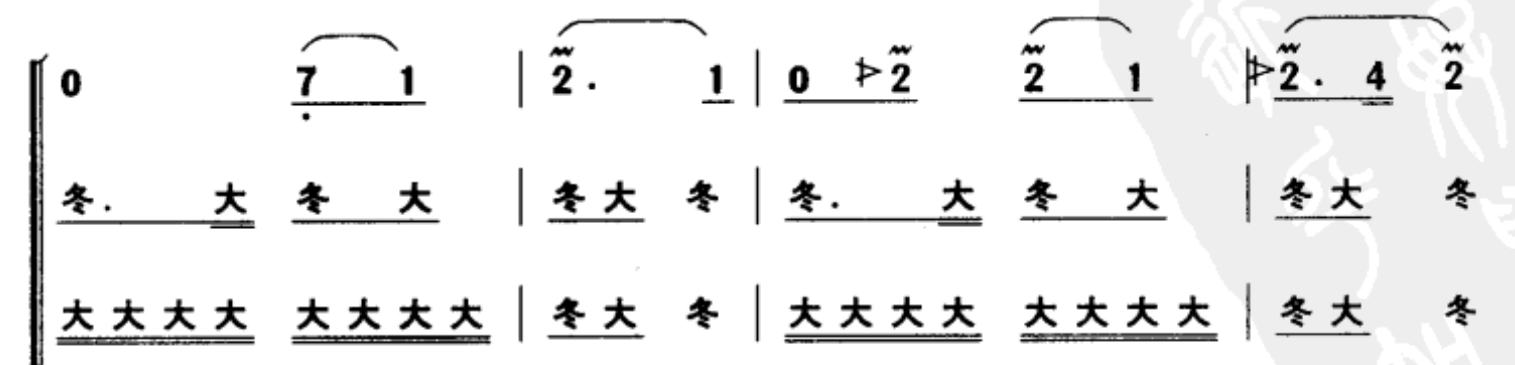 0 7 1 | 2 . 1 | 0 2 2 1 | 2 . 4 2
冬. 大 冬 大 | 冬 大 冬 | 冬. 大 冬 大 | 冬 大 冬
大 大 大 大 大 大 大 大 | 冬 大 冬 | 大 大 大 大 大 大 大 大 | 冬 大 冬